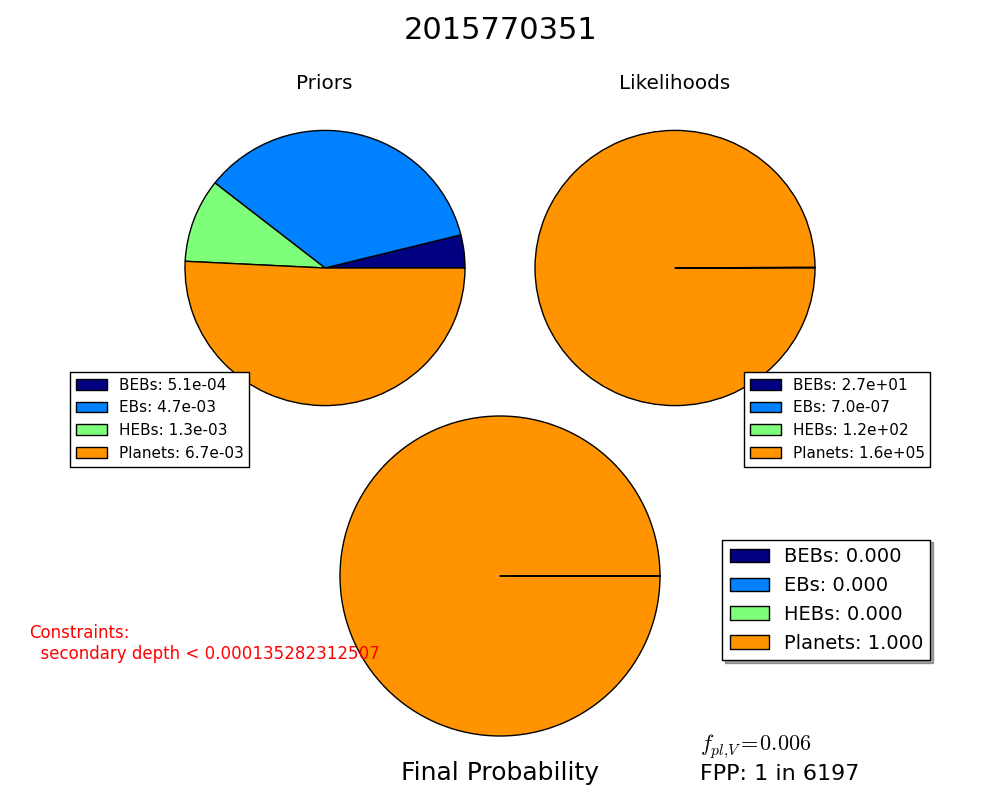 2015770351
Priors
Likelihoods
BEBs: 5.1e-04
EBs: 4.7e-03
HEBs: 1.3e-03
Planets: 6.7e-03
BEBs: 2.7e+01
EBs: 7.0e-07
HEBs: 1.2e+02
Planets: 1.6e+05
BEBs: 0.000
EBs: 0.000
HEBs: 0.000
Planets: 1.000
Constraints:
secondary depth < 0.000135282312507
f_{pl,V}=0.006
Final Probability
FPP: 1 in 6197